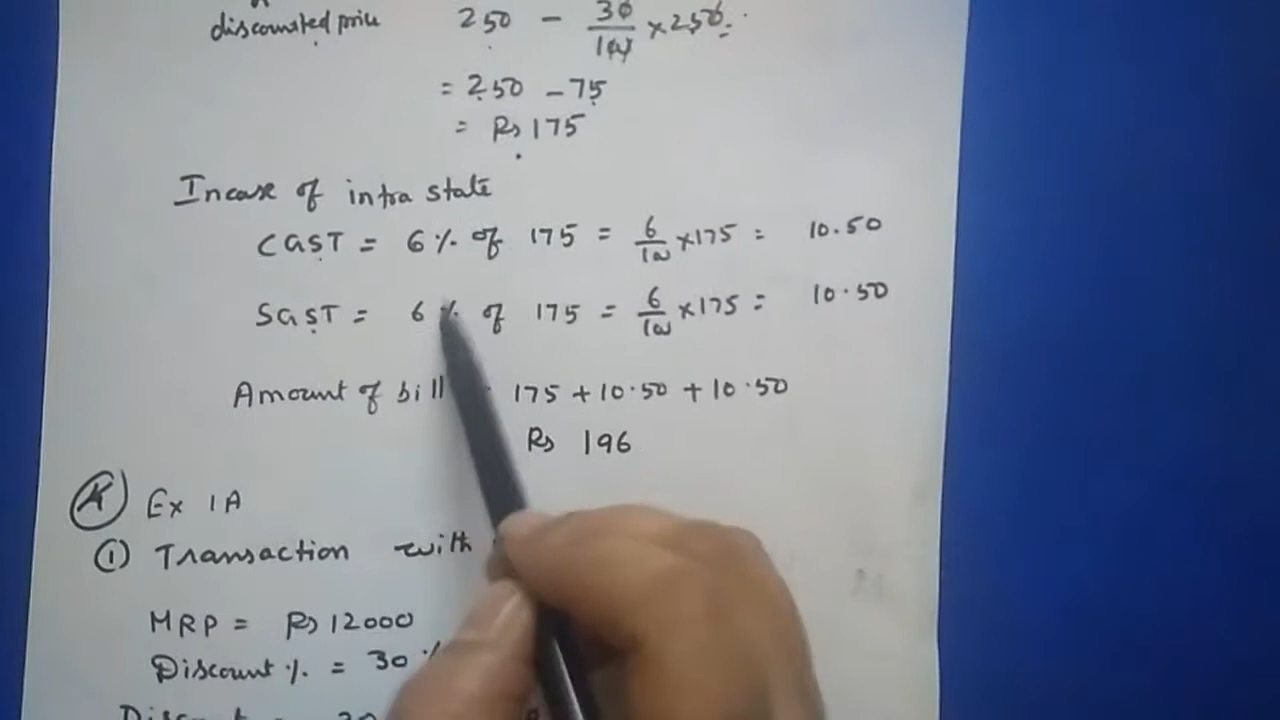 discounted price 250 - 30/100 × 250
= 250 - 75
= Rs 175
Incase of intra state
CGST = 6% of 175 = 6/100 ×175 = 10.50
SGST = 6% of 175 = 6/100 ×175 = 10.50
Amount of bill 175 + 10.50 + 10.50
Rs 196
Ex 1A
① Transaction with
MRP = Rs 12000
Discount % = 30 %